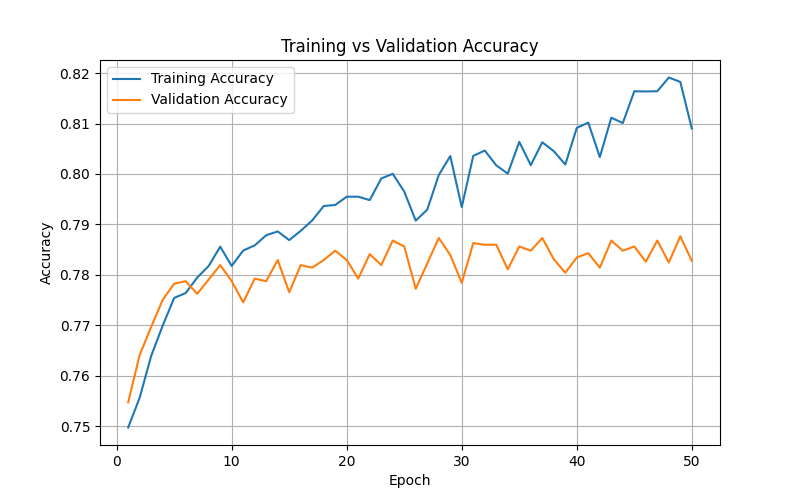 Training vs Validation Accuracy
Training Accuracy
Validation Accuracy
0.82
0.81
0.80
0.79
0.78
0.77
0.76
0.75
Accuracy
0 10 20 30 40 50
Epoch